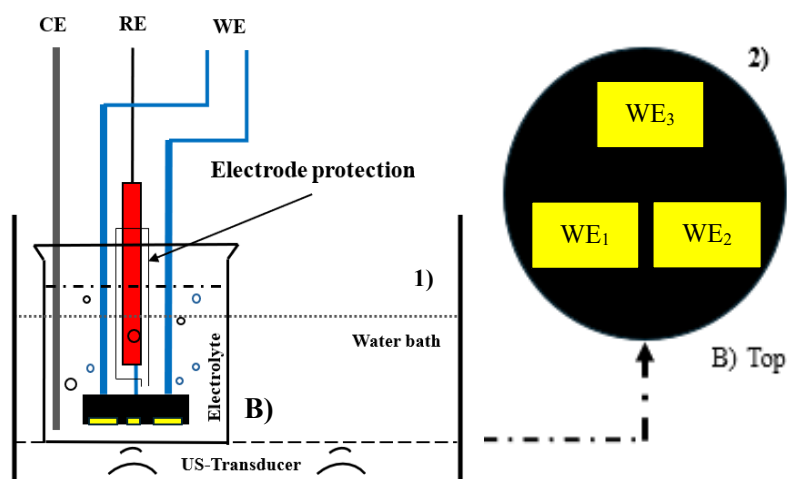 CE
RE
WE
Electrode protection
1)
Water bath
Electrolyte
B)
US-Transducer
2)
WE3
WE1
WE2
B) Top